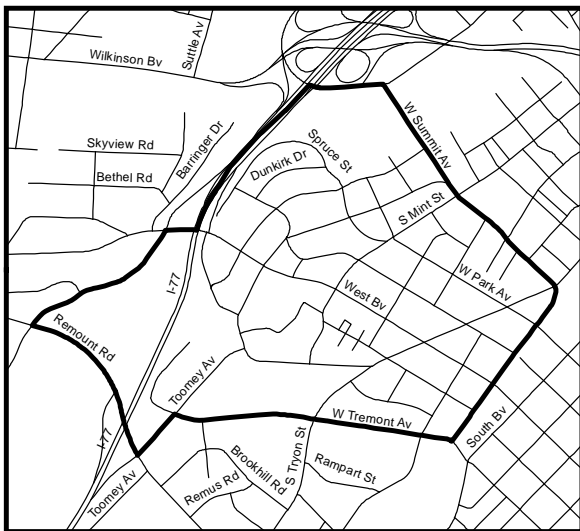 Suttle Av
Wilkinson Bv
W Summit Av
Barringer Dr
Skyview Rd
Spruce St
Dunkirk Dr
Bethel Rd
S Mint St
W Park Av
I-77
West Bv
Remount Rd
Toomey Av
W Tremont Av
South Bv
I-77
S Tryon St
Brookhill Rd
Rampart St
Toomey Av
Remus Rd